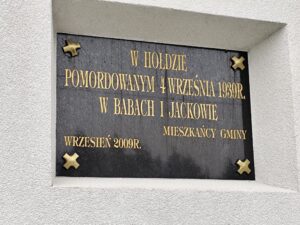 W HOŁDZIE
POMORDOWANYM 4 WRZEŚNIA 1939R.
W BABACH I JACKOWIE
MIESZKAŃCY GMINY
WRZESIEŃ 2009R.